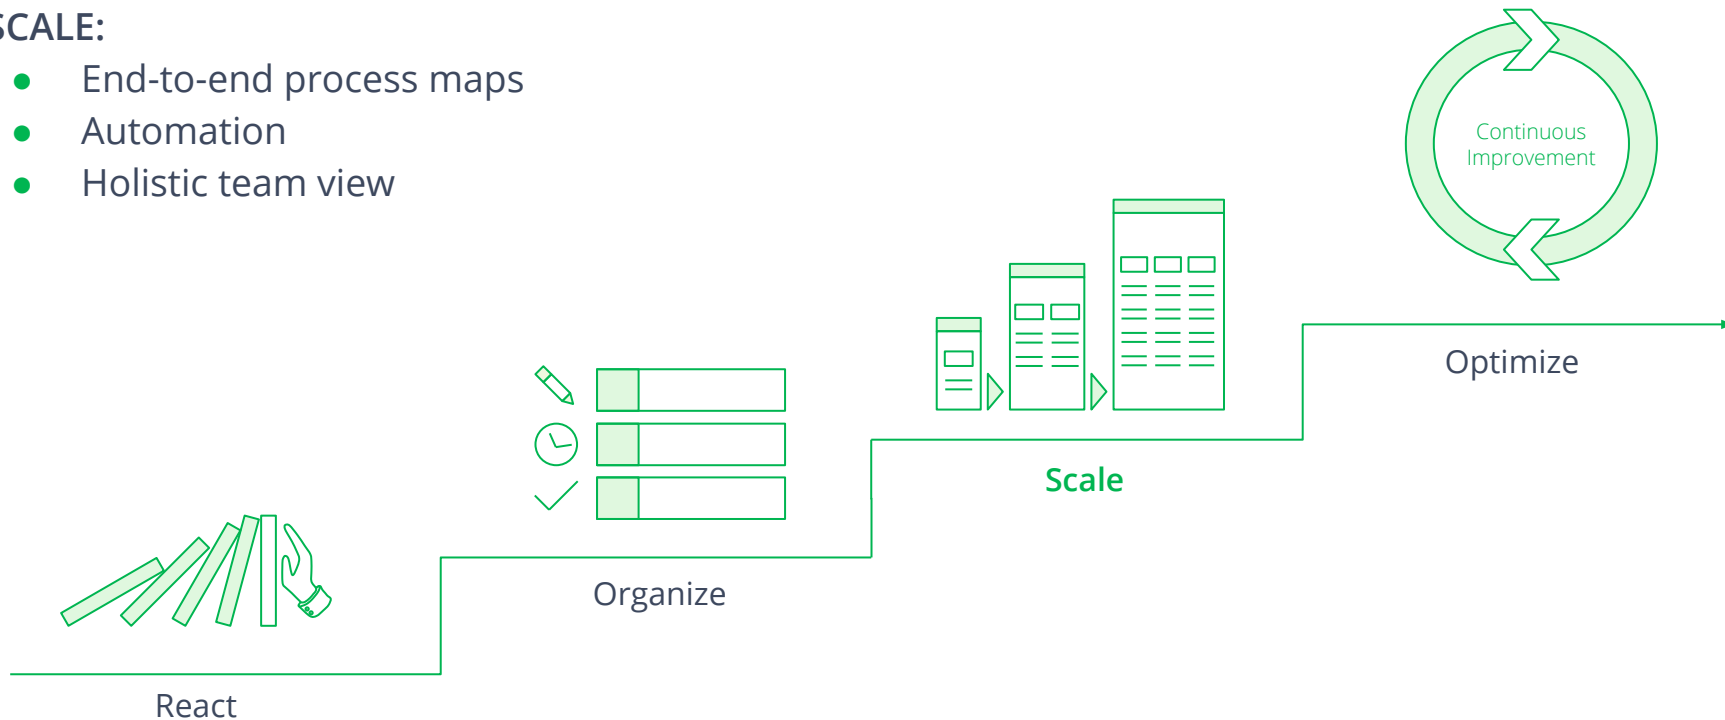 SCALE:
● End-to-end process maps
● Automation
● Holistic team view
Continuous
Improvement
Optimize
Scale
Organize
React